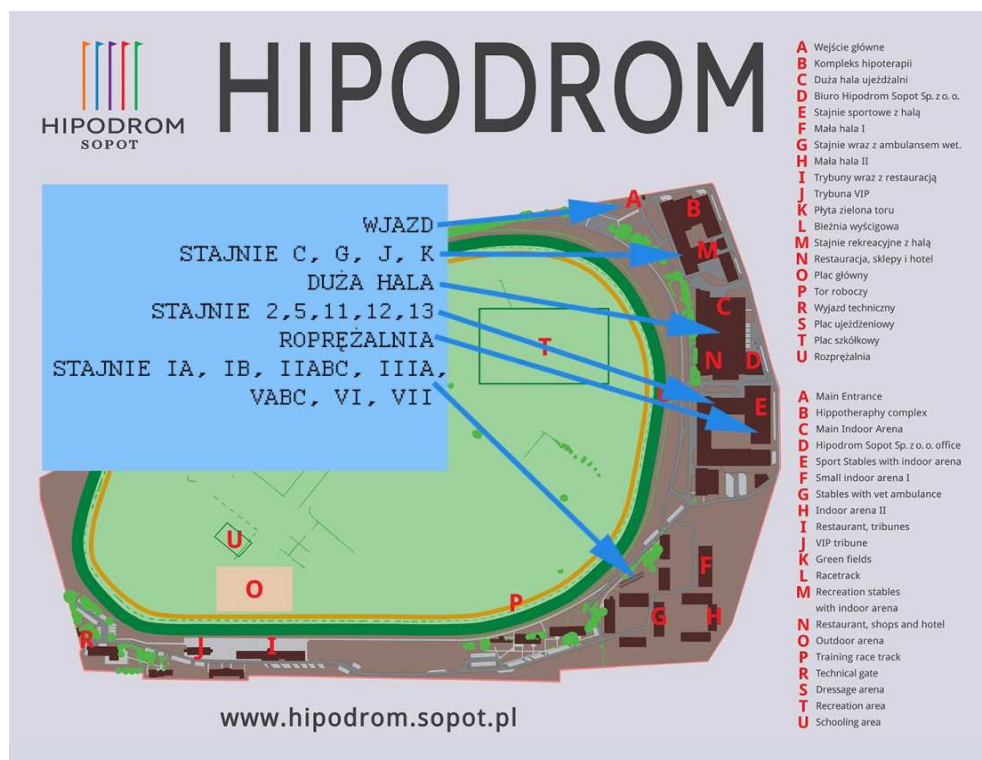 HIPODROM
SOPOT
HIPODROM
A Wejście główne
B Kompleks hipoterapii
C Duża hala ujeżdżalni
D Biuro Hipodrom Sopot Sp. z o. o.
E Stajnie sportowe z halą
F Mała hala I
G Stajnie wraz z ambulansem wet.
H Mała hala II
I Trybuny wraz z restauracją
J Trybuna VIP
K Płyta zielona toru
L Bieżnia wyścigowa
M Stajnie rekreacyjne z halą
N Restauracja, sklepy i hotel
O Plac główny
P Tor roboczy
R Wyjazd techniczny
S Plac ujeżdżeniowy
T Plac szkółkowy
U Rozprężalnia
A Main Entrance
B Hippotheraphy complex
C Main Indoor Arena
D Hipodrom Sopot Sp. z o. o. office
E Sport Stables with indoor arena
F Small indoor arena I
G Stables with vet ambulance
H Indoor arena II
I Restaurant, tribunes
J VIP tribune
K Green fields
L Racetrack
M Recreation stables
with indoor arena
N Restaurant, shops and hotel
O Outdoor arena
P Training race track
R Technical gate
S Dressage arena
T Recreation area
U Schooling area
WJAZD
STAJNIE C, G, J, K
DUŻA HALA
STAJNIE 2,5,11,12,13
ROPRĘŻALNIA
STAJNIE IA, IB, IIABC, IIIA,
VABC, VI, VII
A
B
M
C
T
N D
E
U
O
P
F
G H
R
J I
www.hipodrom.sopot.pl